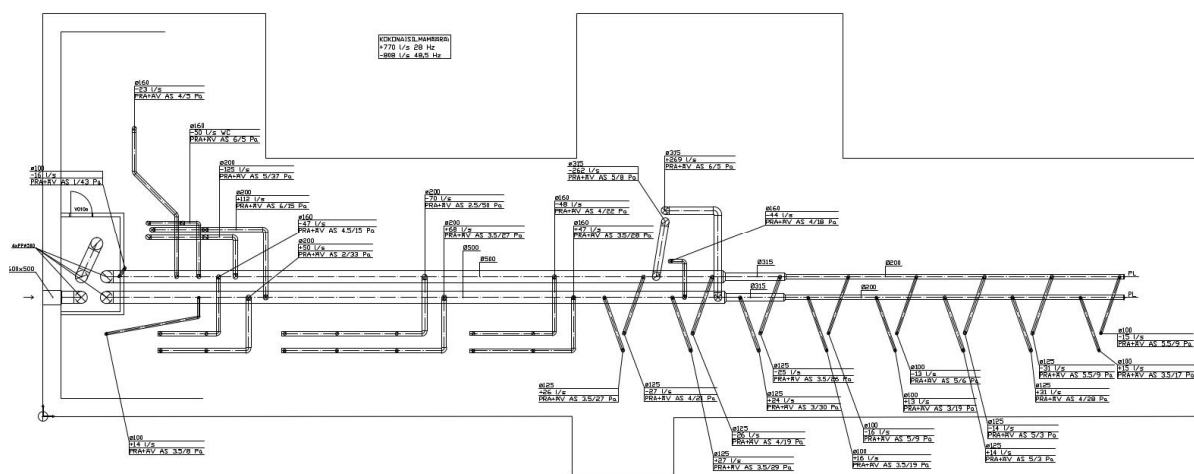 KOKONAISILMAMÄÄRÄ:
+770 l/s 28 Hz
-808 l/s 48,5 Hz
ø160
-23 l/s
PRA+RV AS 4/5 Pa
ø160
-50 l/s WC
PRA+RV AS 6/5 Pa
ø100
-16 l/s
PRA+RV AS 1/43 Pa
ø200
-125 l/s
PRA+RV AS 5/37 Pa
ø200
+112 l/s
PRA+RV AS 6/15 Pa
ø160
-47 l/s
PRA+RV AS 4.5/15 Pa
ø200
+50 l/s
PRA+RV AS 2/33 Pa
ø200
-70 l/s
PRA+RV AS 2.5/50 Pa
ø200
+68 l/s
PRA+RV AS 3.5/27 Pa
ø160
-48 l/s
PRA+RV AS 4/22 Pa
ø160
+47 l/s
PRA+RV AS 3.5/28 Pa
ø315
-262 l/s
PRA+RV AS 5/8 Pa
ø315
+269 l/s
PRA+RV AS 6/5 Pa
ø160
-44 l/s
PRA+RV AS 4/18 Pa
ø500
ø500
ø315
ø200
PL
ø315
ø200
PL
ø100
+14 l/s
PRA+RV AS 3.5/8 Pa
ø125
+26 l/s
PRA+RV AS 3.5/27 Pa
ø125
-27 l/s
PRA+RV AS 4/21 Pa
ø125
-26 l/s
PRA+RV AS 4/19 Pa
ø125
+27 l/s
PRA+RV AS 3.5/29 Pa
ø125
-25 l/s
PRA+RV AS 3.5/26 Pa
ø125
+24 l/s
PRA+RV AS 3/30 Pa
ø100
-16 l/s
PRA+RV AS 5/9 Pa
ø100
+16 l/s
PRA+RV AS 3.5/19 Pa
ø100
-13 l/s
PRA+RV AS 5/6 Pa
ø100
+13 l/s
PRA+RV AS 3/19 Pa
ø125
-14 l/s
PRA+RV AS 5/3 Pa
ø125
+14 l/s
PRA+RV AS 5/3 Pa
ø125
-31 l/s
PRA+RV AS 5.5/9 Pa
ø125
+31 l/s
PRA+RV AS 4/28 Pa
ø100
-15 l/s
PRA+RV AS 5.5/9 Pa
ø100
+15 l/s
PRA+RV AS 3.5/17 Pa